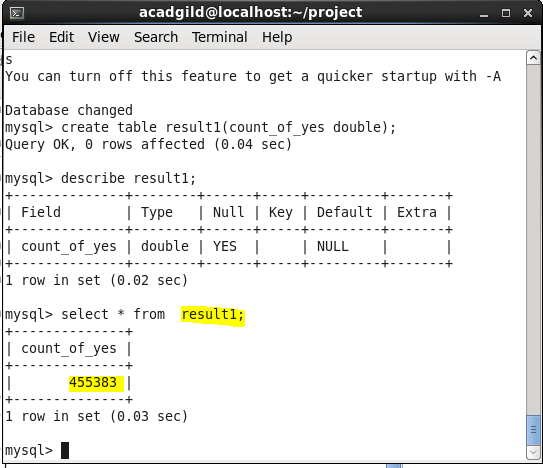 acadgild@localhost:~/project
File Edit View Search Terminal Help
s
You can turn off this feature to get a quicker startup with -A
Database changed
mysql> create table result1(count_of_yes double);
Query OK, 0 rows affected (0.04 sec)
mysql> describe result1;
+--------------+--------+------+-----+---------+-------+
| Field        | Type   | Null | Key | Default | Extra |
+--------------+--------+------+-----+---------+-------+
| count_of_yes | double | YES  |     | NULL    |       |
+--------------+--------+------+-----+---------+-------+
1 row in set (0.02 sec)
mysql> select * from  result1;
+--------------+
| count_of_yes |
+--------------+
|       455383 |
+--------------+
1 row in set (0.03 sec)
mysql>